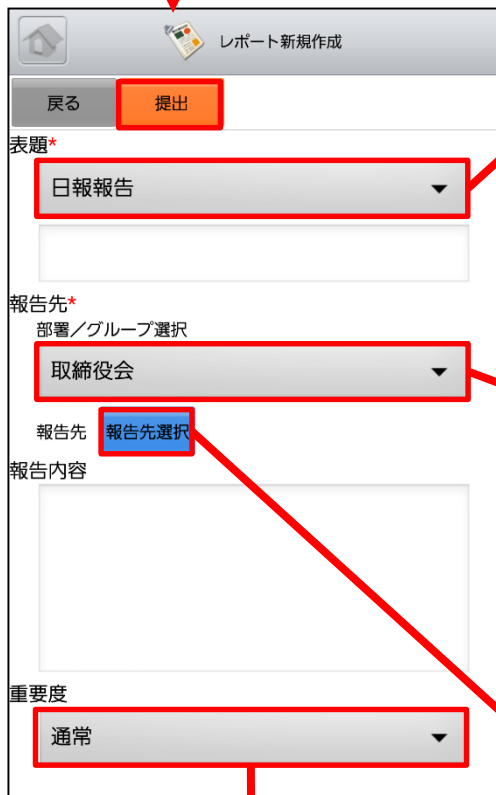 レポート新規作成
戻る 提出
表題*
日報報告
報告先*
部署／グループ選択
取締役会
報告先 報告先選択
報告内容
重要度
通常